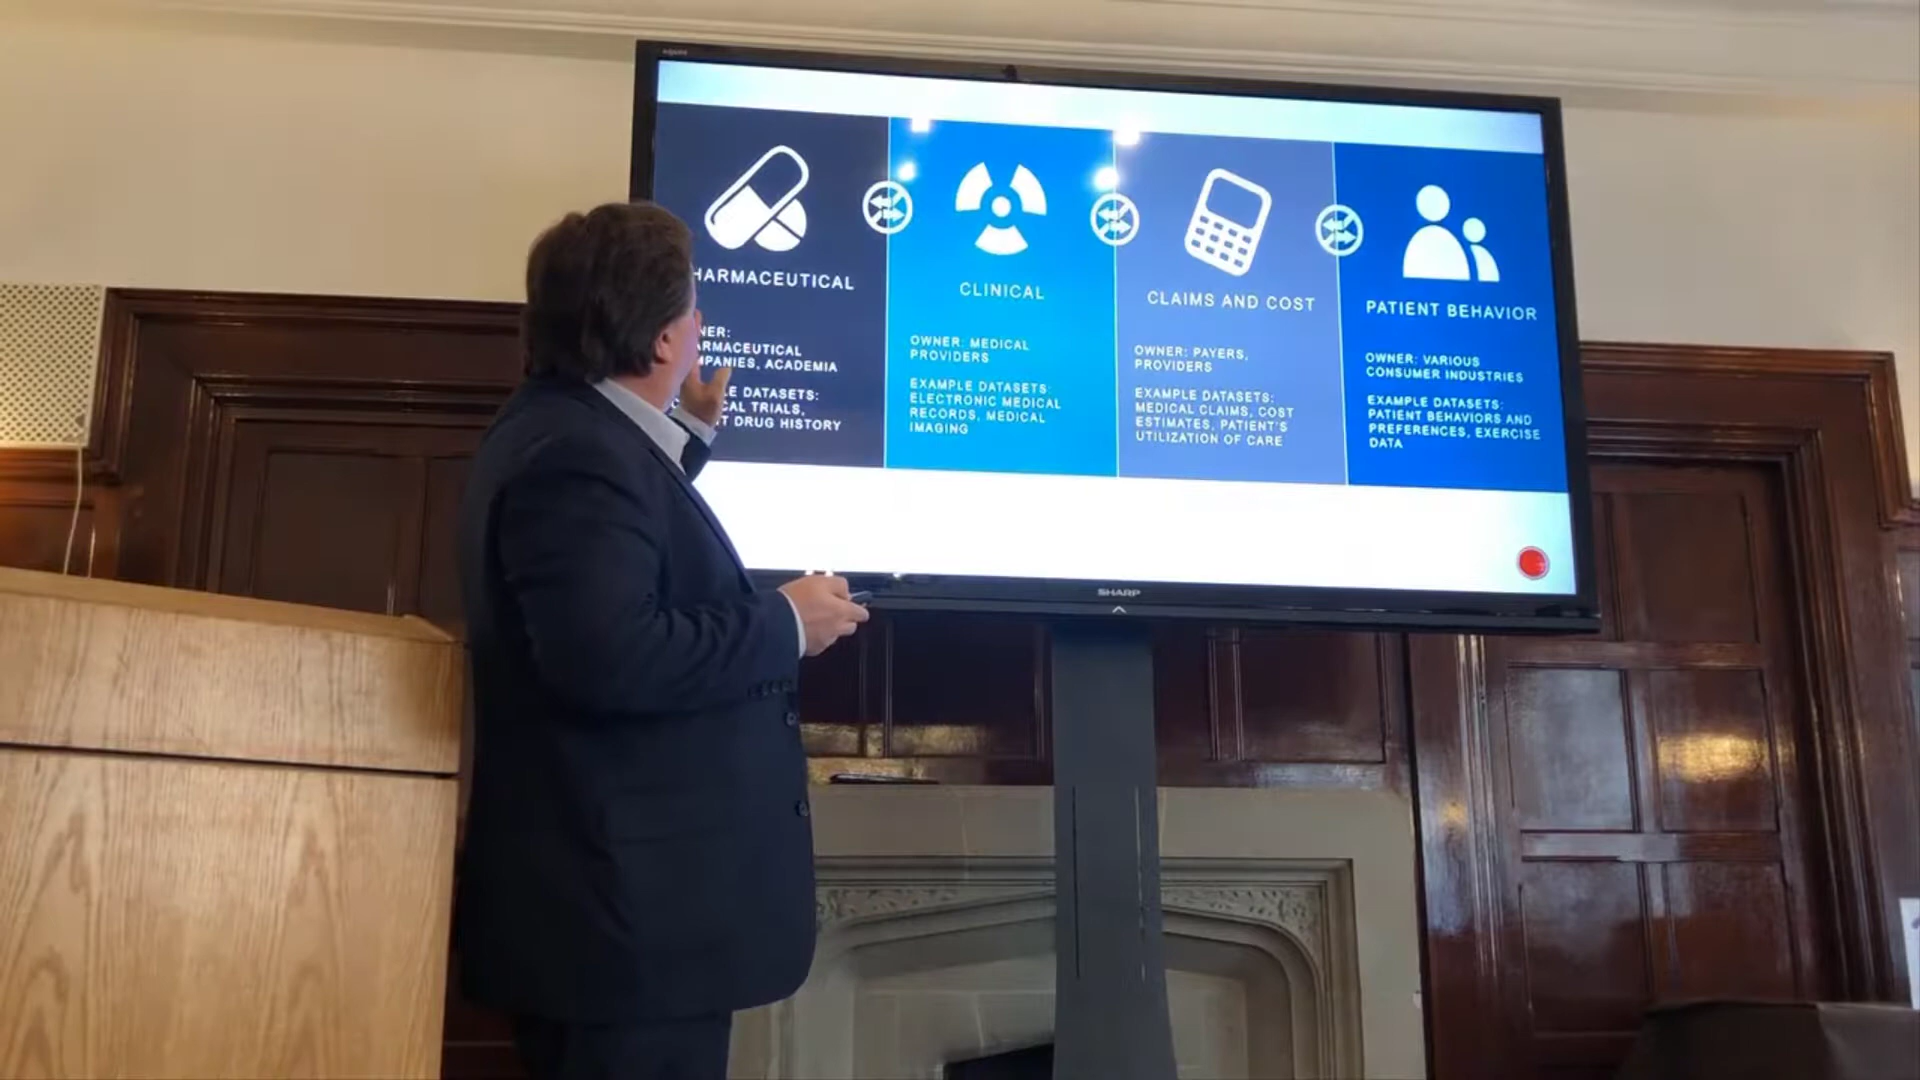 HARMACEUTICAL
NER:
ARMACEUTICAL
MPANIES, ACADEMIA
E DATASETS:
CAL TRIALS,
T DRUG HISTORY
CLINICAL
OWNER: MEDICAL
PROVIDERS
EXAMPLE DATASETS:
ELECTRONIC MEDICAL
RECORDS, MEDICAL
IMAGING
CLAIMS AND COST
OWNER: PAYERS,
PROVIDERS
EXAMPLE DATASETS:
MEDICAL CLAIMS, COST
ESTIMATES, PATIENT'S
UTILIZATION OF CARE
PATIENT BEHAVIOR
OWNER: VARIOUS
CONSUMER INDUSTRIES
EXAMPLE DATASETS:
PATIENT BEHAVIORS AND
PREFERENCES, EXERCISE
DATA
SHARP